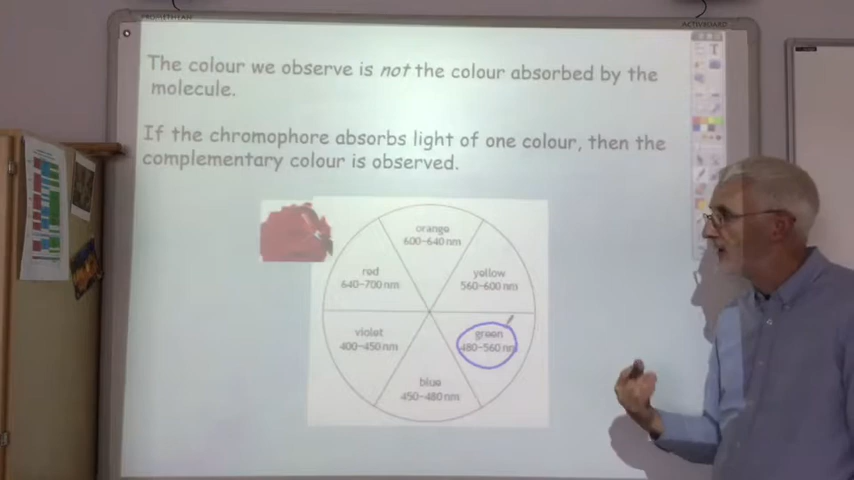 PROMETHEAN
ACTIVBOARD
The colour we observe is not the colour absorbed by the
molecule.
If the chromophore absorbs light of one colour, then the
complementary colour is observed.
orange
600-640 nm
red
640-700 nm
yellow
560-600 nm
violet
400-450 nm
green
480-560 nm
blue
450-480 nm